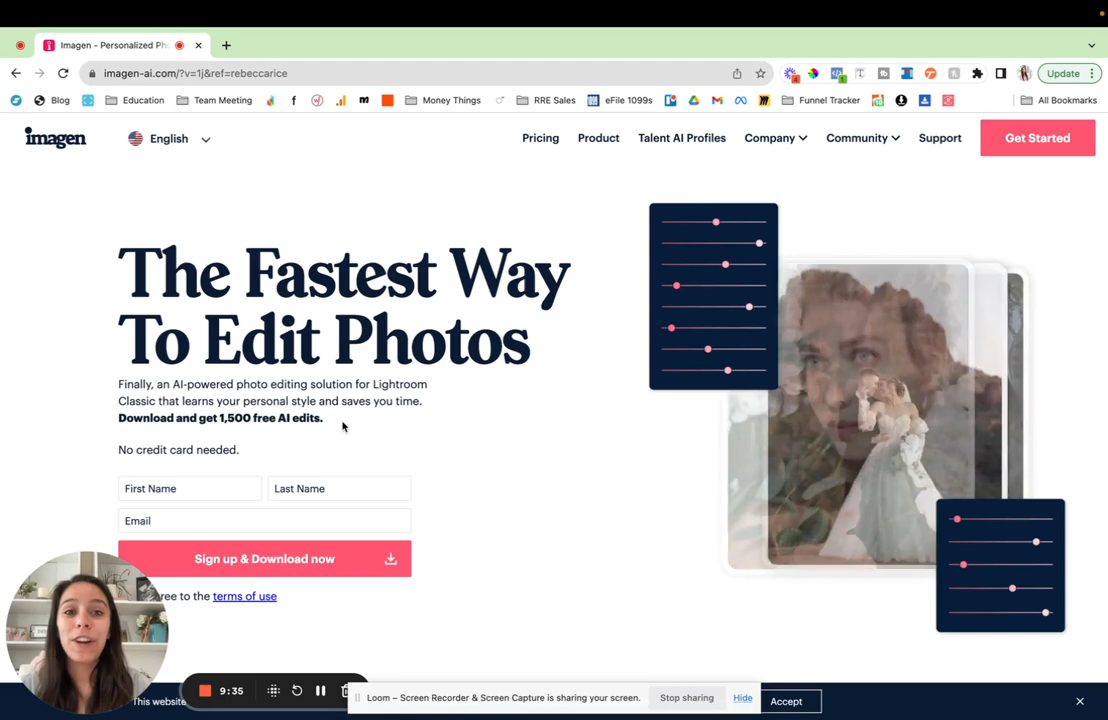 Imagen - Personalized Pho
imagen-ai.com/?v=1j&ref=rebeccarice
Update
Blog
Education
Team Meeting
Money Things
RRE Sales
eFile 1099s
Funnel Tracker
All Bookmarks
imagen
English
Pricing
Product
Talent AI Profiles
Company
Community
Support
Get Started
The Fastest Way
To Edit Photos
Finally, an AI-powered photo editing solution for Lightroom
Classic that learns your personal style and saves you time.
Download and get 1,500 free AI edits.
No credit card needed.
First Name
Last Name
Email
Sign up & Download now
ree to the terms of use
9:35
This website
Loom – Screen Recorder & Screen Capture is sharing your screen.
Stop sharing
Hide
Accept